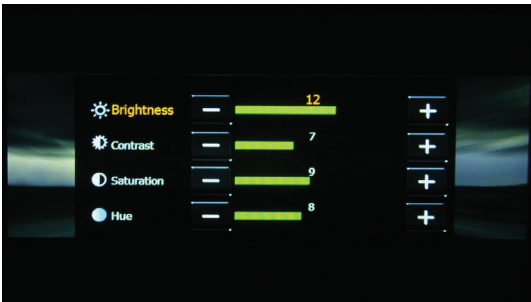 Brightness − 12 +
Contrast − 7 +
Saturation − 9 +
Hue − 8 +